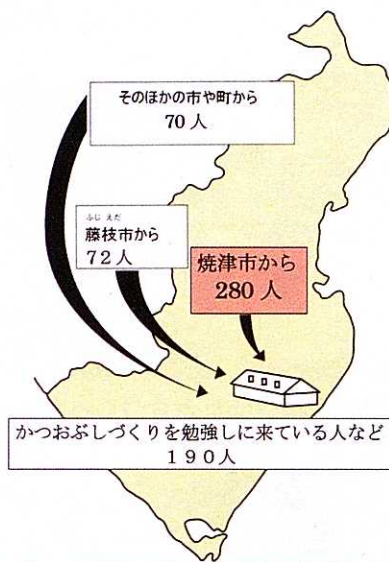 そのほかの市や町から
70人
ふじ えだ
藤枝市から
72人
焼津市から
280人
かつおぶしづくりを勉強しに来ている人など
190人